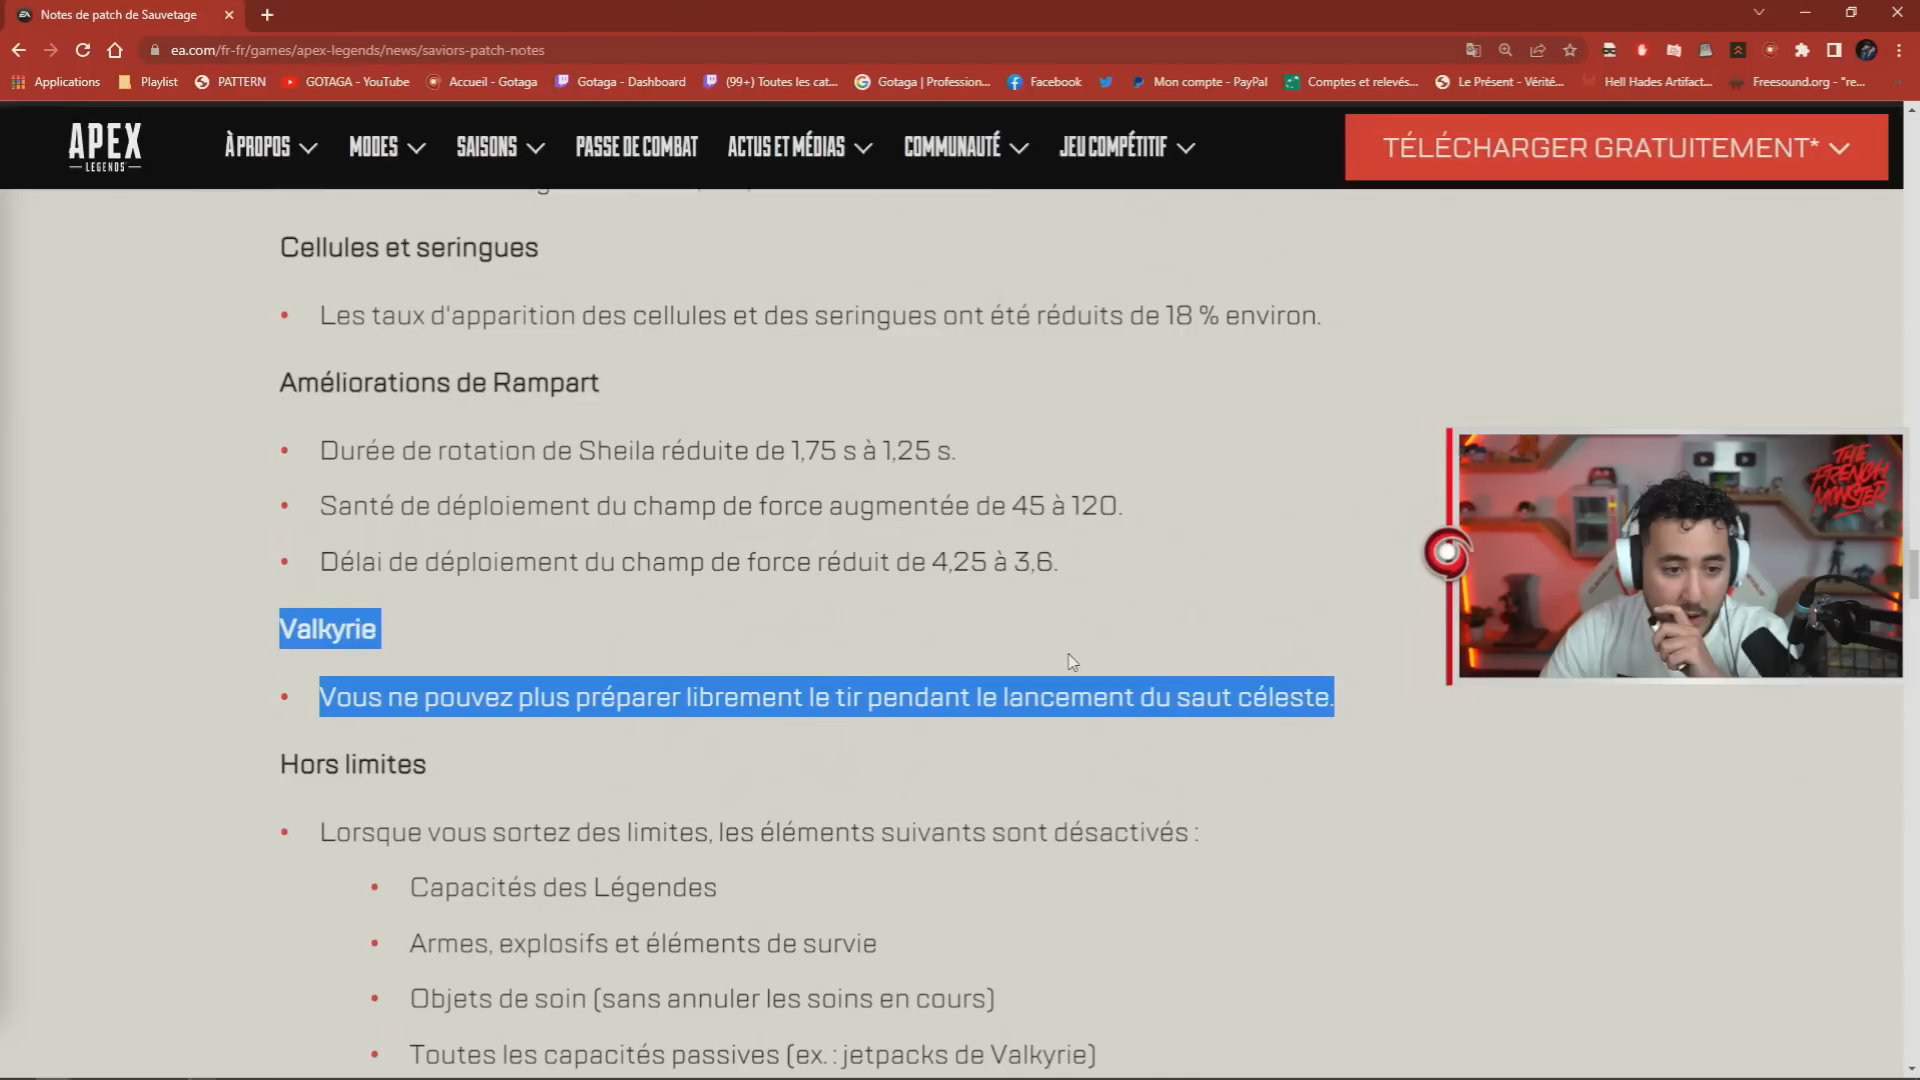 Notes de patch de Sauvetage
ea.com/fr-fr/games/apex-legends/news/saviors-patch-notes
Applications Playlist PATTERN GOTAGA - YouTube Accueil - Gotaga Gotaga - Dashboard (99+) Toutes les cat... Gotaga | Profession... Facebook Mon compte - PayPal Comptes et relevés... Le Présent - Vérité... Hell Hades Artifact... Freesound.org - "re...
APEX
LEGENDS
À PROPOS MODES SAISONS PASSE DE COMBAT ACTUS ET MÉDIAS COMMUNAUTÉ JEU COMPÉTITIF
TÉLÉCHARGER GRATUITEMENT*
Cellules et seringues
• Les taux d'apparition des cellules et des seringues ont été réduits de 18 % environ.
Améliorations de Rampart
• Durée de rotation de Sheila réduite de 1,75 s à 1,25 s.
• Santé de déploiement du champ de force augmentée de 45 à 120.
• Délai de déploiement du champ de force réduit de 4,25 à 3,6.
THE
FRENCH
MONSTER
Valkyrie
• Vous ne pouvez plus préparer librement le tir pendant le lancement du saut céleste.
Hors limites
• Lorsque vous sortez des limites, les éléments suivants sont désactivés :
• Capacités des Légendes
• Armes, explosifs et éléments de survie
• Objets de soin (sans annuler les soins en cours)
• Toutes les capacités passives (ex. : jetpacks de Valkyrie)